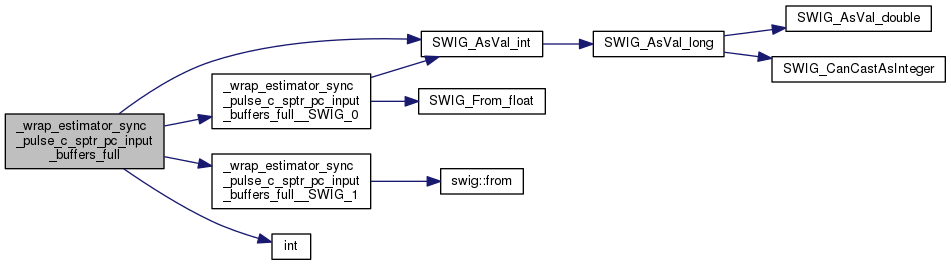 _wrap_estimator_sync
_pulse_c_sptr_pc_input
_buffers_full
_wrap_estimator_sync
_pulse_c_sptr_pc_input
_buffers_full__SWIG_0
_wrap_estimator_sync
_pulse_c_sptr_pc_input
_buffers_full__SWIG_1
int
SWIG_AsVal_int
SWIG_From_float
swig::from
SWIG_AsVal_long
SWIG_AsVal_double
SWIG_CanCastAsInteger